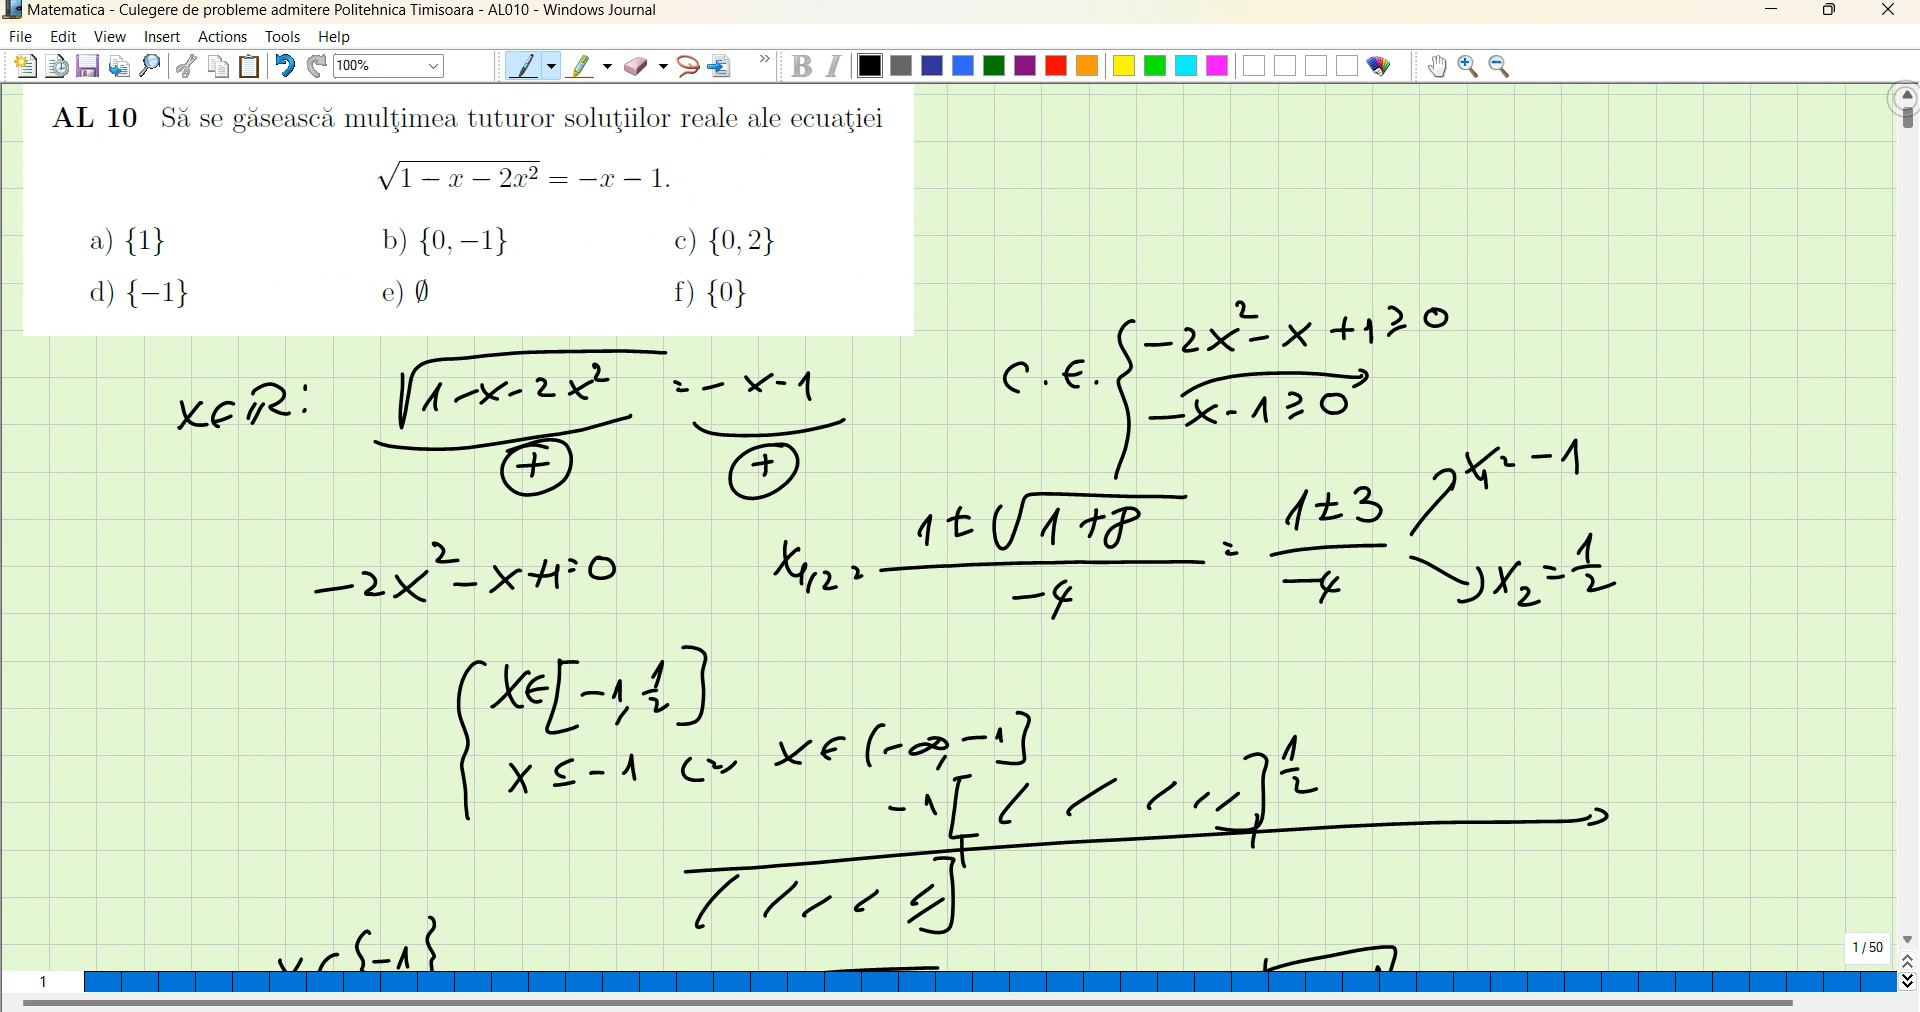 Matematica - Culegere de probleme admitere Politehnica Timisoara - AL010 - Windows Journal
File Edit View Insert Actions Tools Help
100%
B I
AL 10 Să se găsească mulţimea tuturor soluţiilor reale ale ecuaţiei
√(1 − x − 2x²) = −x − 1.
a) {1} b) {0, −1} c) {0, 2}
d) {−1} e) ∅ f) {0}
x∈ℝ: √(1-x-2x²) = -x-1
+ +
C.E. { -2x²-x+1≥0
-x-1≥0
-2x²-x+1=0 x₁,₂ = (1±√(1+8))/(-4) = (1±3)/(-4)
x₁=-1
x₂=1/2
{ x∈[-1, 1/2]
x≤-1 ⇔ x∈(-∞,-1]
-1 [ ] 1/2
x∈{-1}
1/50
1